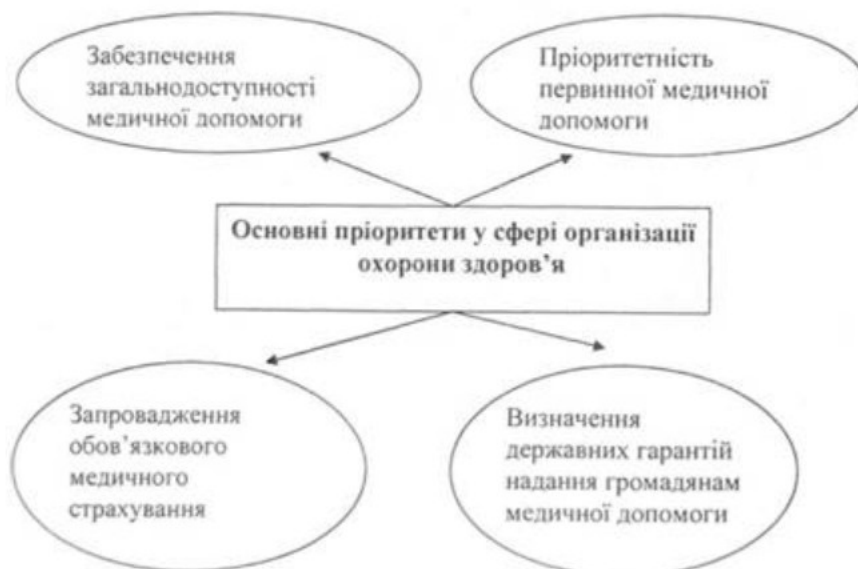 Забезпечення
загальнодоступності
медичної допомоги
Пріоритетність
первинної медичної
допомоги
Основні пріоритети у сфері організації
охорони здоров’я
Запровадження
обов’язкового
медичного
страхування
Визначення
державних гарантій
надання громадянам
медичної допомоги